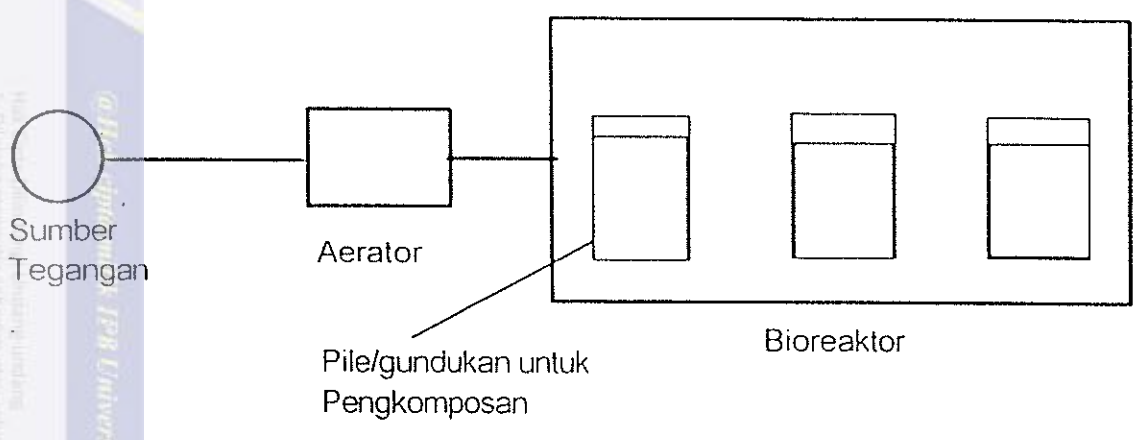 Sumber
Tegangan
Aerator
Pile/gundukan untuk
Pengkomposan
Bioreaktor